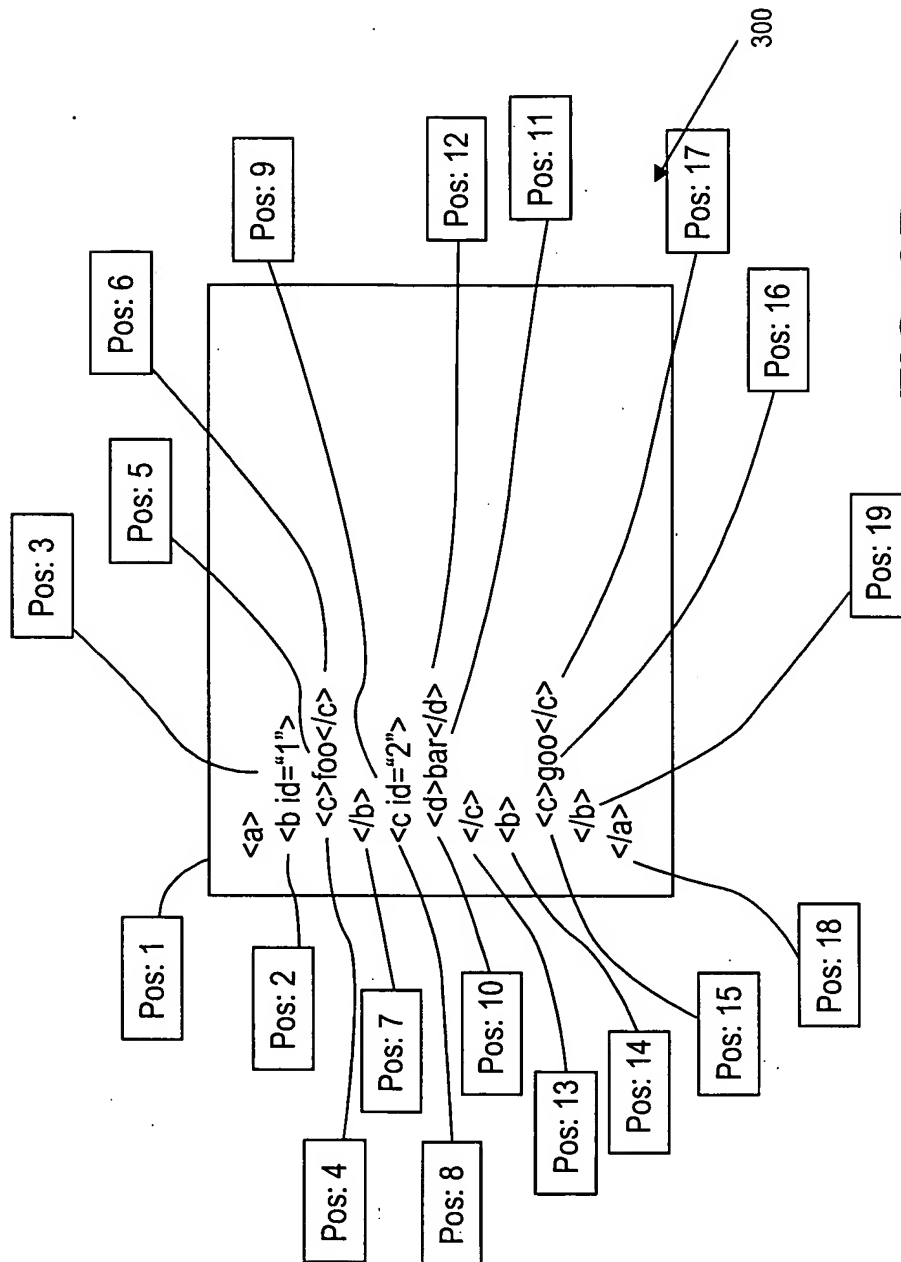 Pos: 1
Pos: 3
Pos: 5
Pos: 6
Pos: 9
Pos: 12
Pos: 11
Pos: 17
300
Pos: 16
Pos: 19
Pos: 2
Pos: 4
Pos: 7
Pos: 8
Pos: 10
Pos: 13
Pos: 14
Pos: 15
Pos: 18
<a>
<b id=“1”>
<c>foo</c>
</b>
<c id=“2”>
<d>bar</d>
</c>
<b>
<c>goo</c>
</b>
</a>